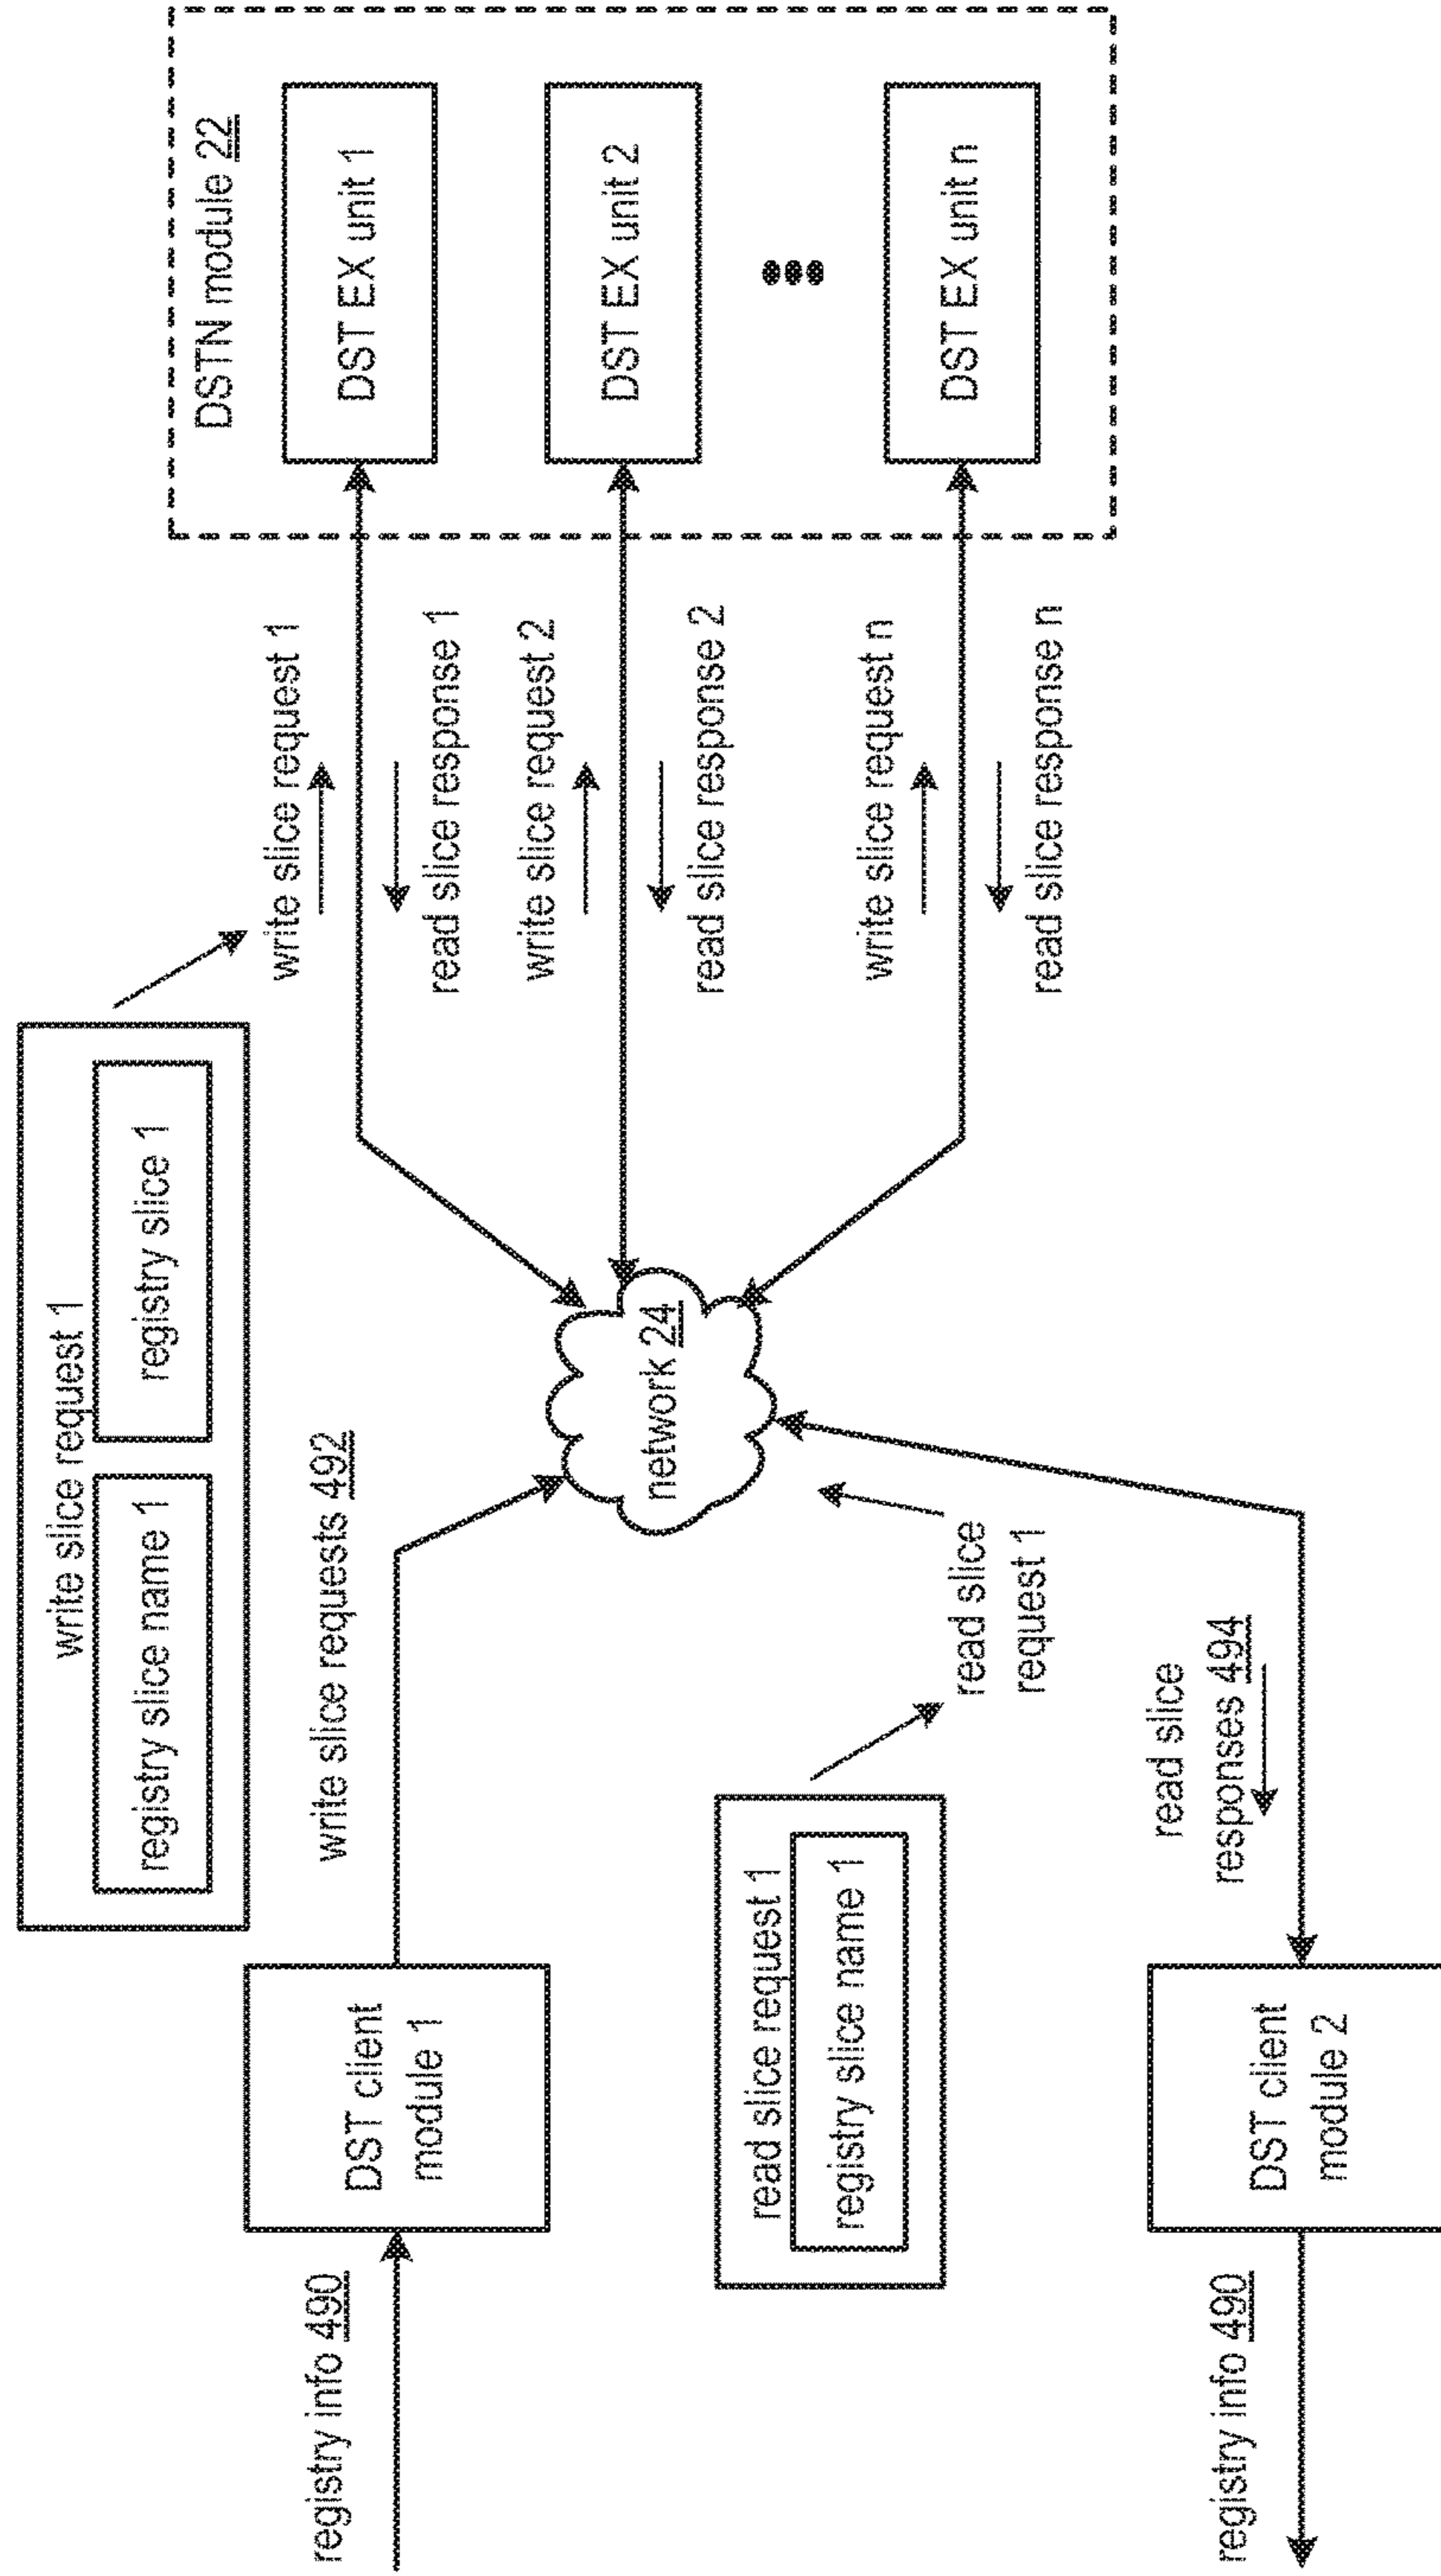 write slice request 1
registry slice name 1
registry slice 1
DSTN module 22
registry info 490
DST client
module 1
write slice requests 492
write slice request 1
read slice response 1
DST EX unit 1
network 24
write slice request 2
read slice response 2
DST EX unit 2
read slice request 1
registry slice name 1
read slice
request 1
write slice request n
read slice response n
DST EX unit n
registry info 490
DST client
module 2
read slice
responses 494